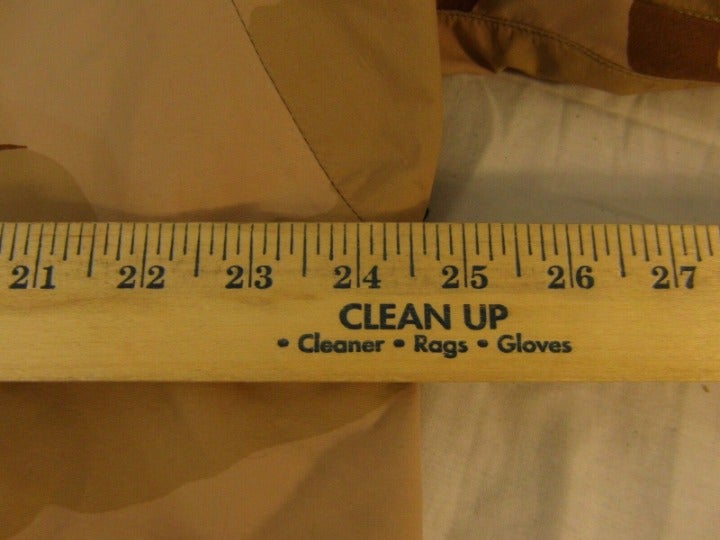 21 22 23 24 25 26 27
CLEAN UP
• Cleaner • Rags • Gloves